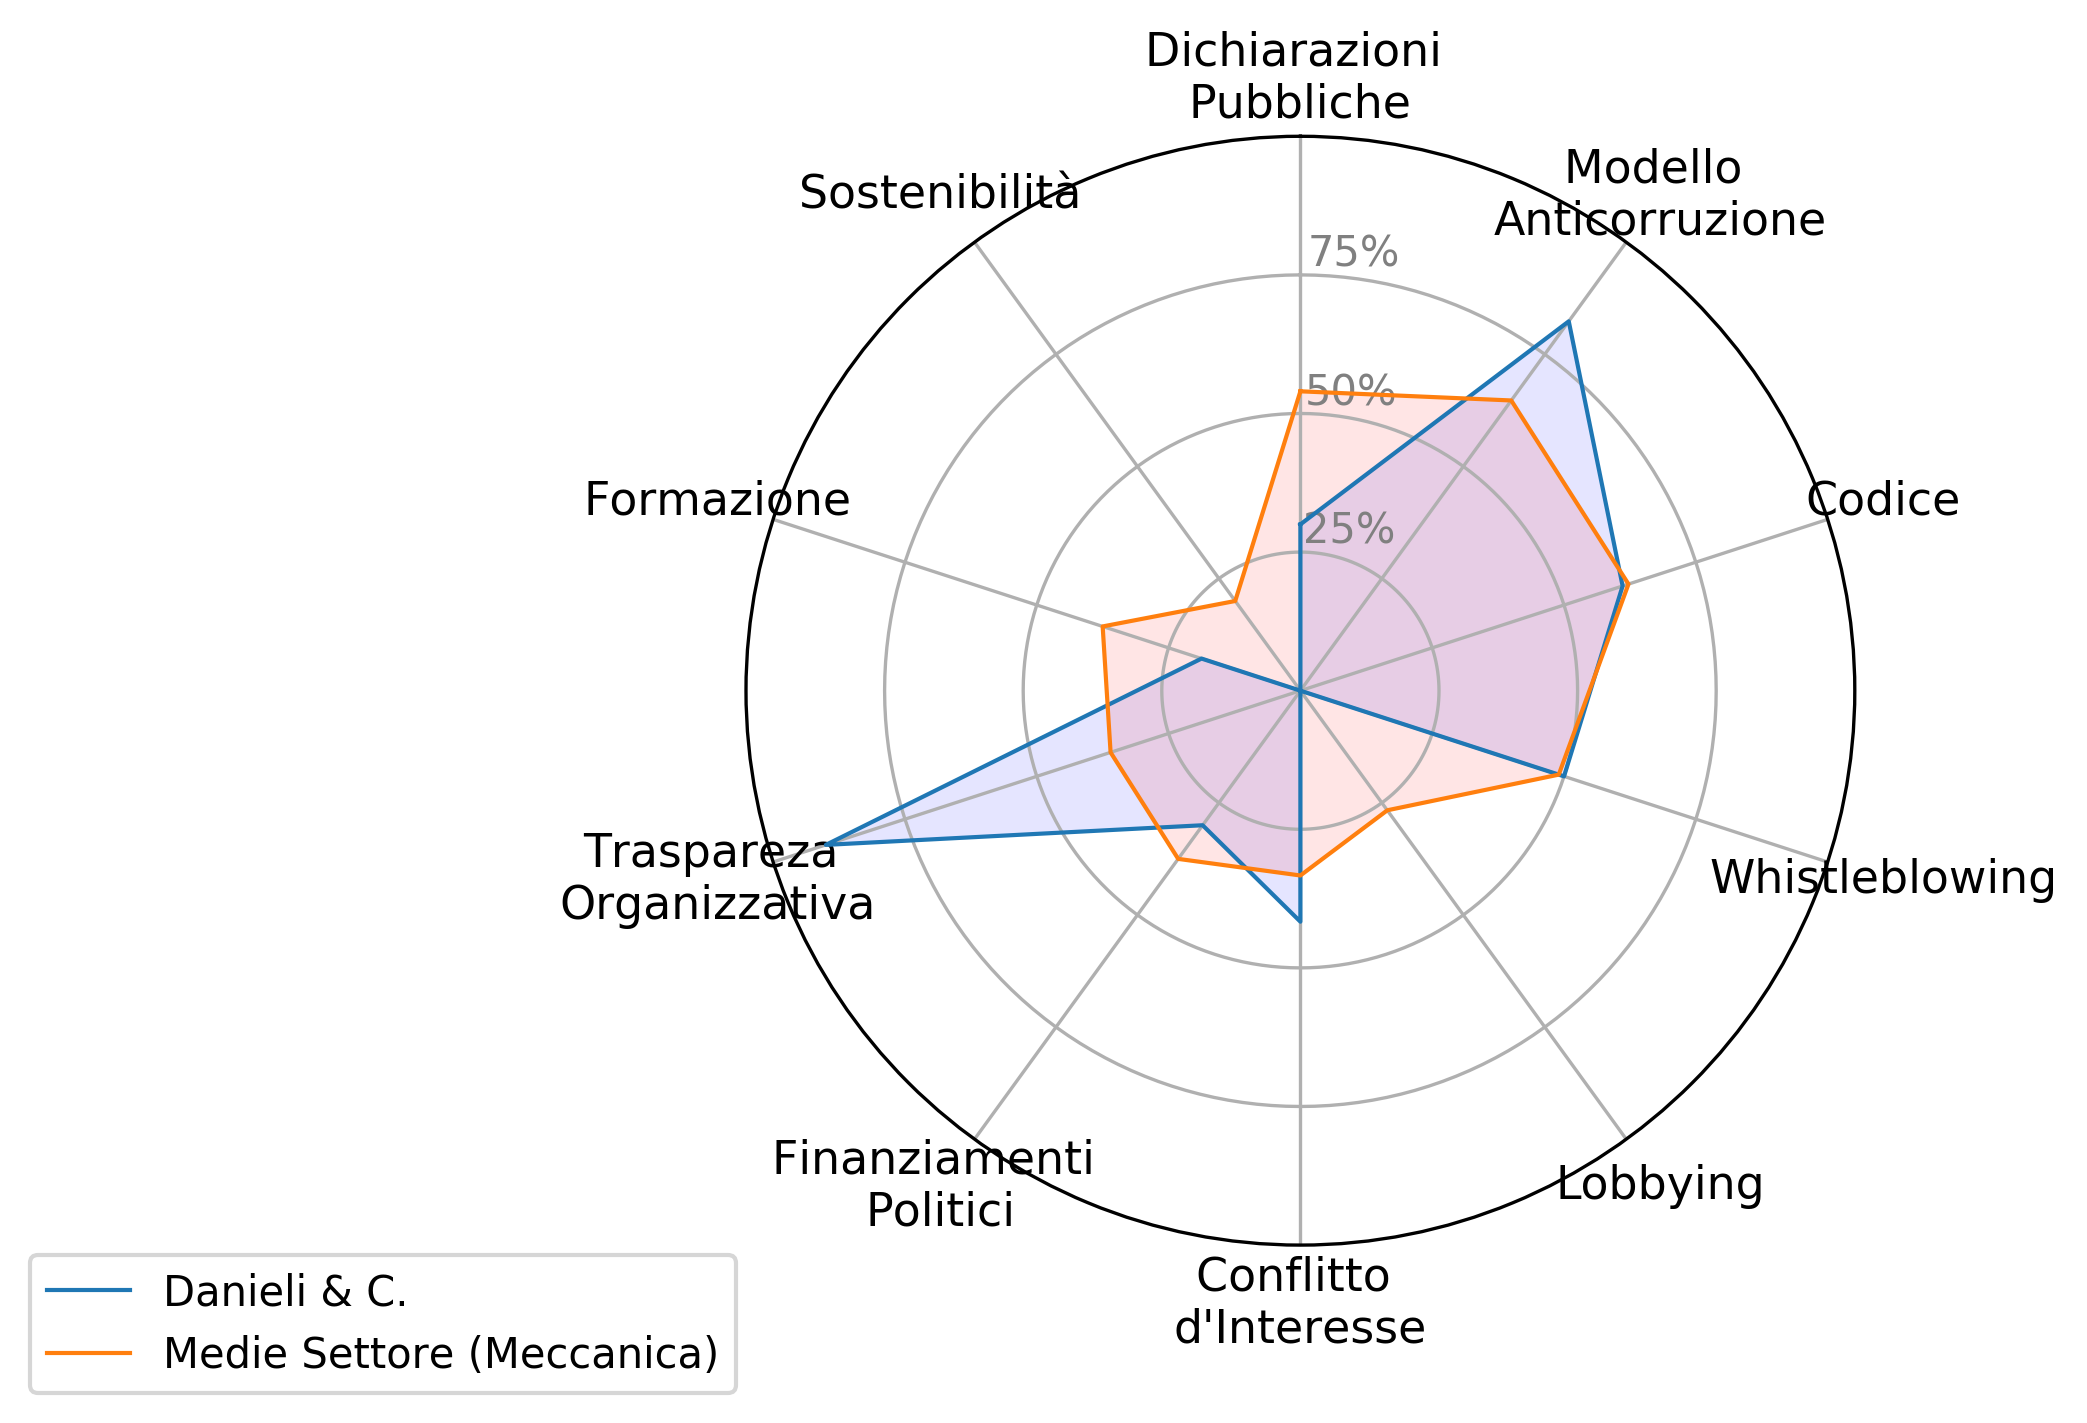 Dichiarazioni
Pubbliche
Modello
Anticorruzione
Sostenibilità
75%
50%
25%
Formazione
Codice
Traspareza
Organizzativa
Whistleblowing
Finanziamenti
Politici
Lobbying
Conflitto
d'Interesse
Danieli & C.
Medie Settore (Meccanica)